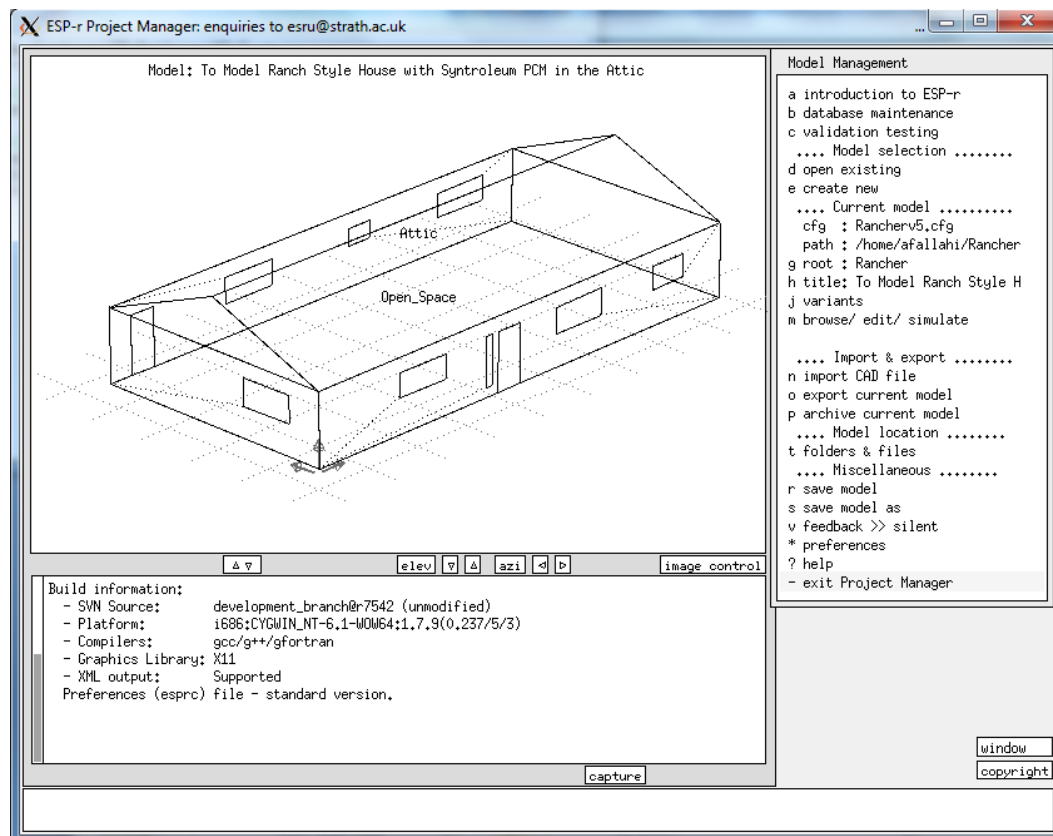 ESP-r Project Manager: enquiries to esru@strath.ac.uk
...
Model: To Model Ranch Style House with Syntroleum PCM in the Attic
Attic
Open_Space
elev
azi
image control
Build information:
- SVN Source: development_branch@r7542 (unmodified)
- Platform: i686:CYGWIN_NT-6.1-WOW64:1.7.9(0.237/5/3)
- Compilers: gcc/g++/gfortran
- Graphics Library: X11
- XML output: Supported
Preferences (esprc) file - standard version.
capture
Model Management
a introduction to ESP-r
b database maintenance
c validation testing
.... Model selection ........
d open existing
e create new
.... Current model ..........
cfg : Rancherv5.cfg
path : /home/afallahi/Rancher
g root : Rancher
h title: To Model Ranch Style H
j variants
m browse/ edit/ simulate
.... Import & export ........
n import CAD file
o export current model
p archive current model
.... Model location ........
t folders & files
.... Miscellaneous ........
r save model
s save model as
v feedback >> silent
* preferences
? help
- exit Project Manager
window
copyright